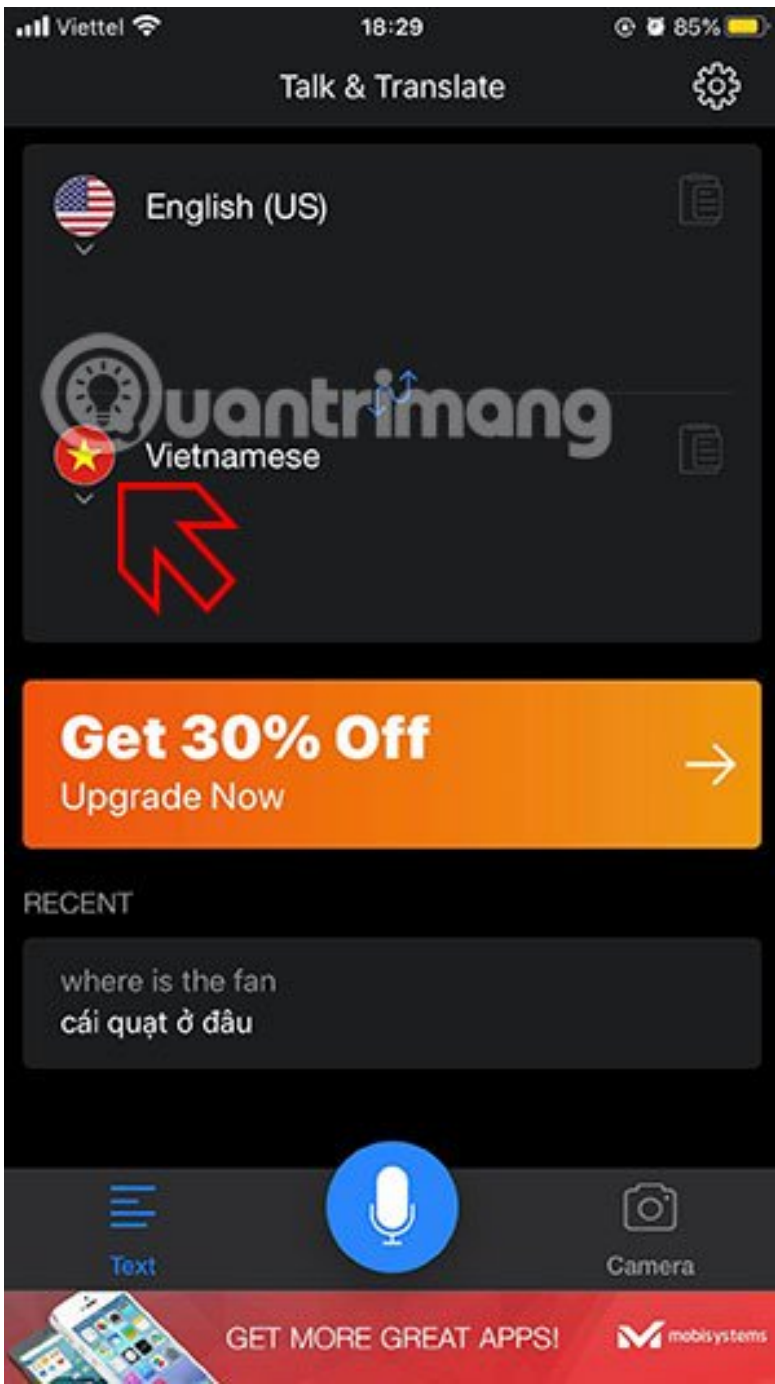 Viettel 18:29 85%
Talk & Translate
English (US)
Quantrimang
Vietnamese
Get 30% Off
Upgrade Now
RECENT
where is the fan
cái quạt ở đâu
Text
Camera
GET MORE GREAT APPS! mobisystems